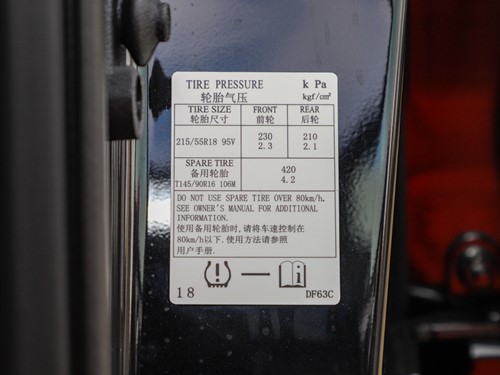 TIRE PRESSURE k Pa
轮胎气压 kgf/cm²
TIRE SIZE FRONT REAR
轮胎尺寸 前轮 后轮
215/55R18 95V 230 210
2.3 2.1
SPARE TIRE 420
备用轮胎 4.2
T145/90R16 106M
DO NOT USE SPARE TIRE OVER 80km/h.
SEE OWNER'S MANUAL FOR ADDITIONAL
INFORMATION.
使用备用轮胎时,请将车速控制在
80km/h以下.使用方法请参照
用户手册.
18 DF63C